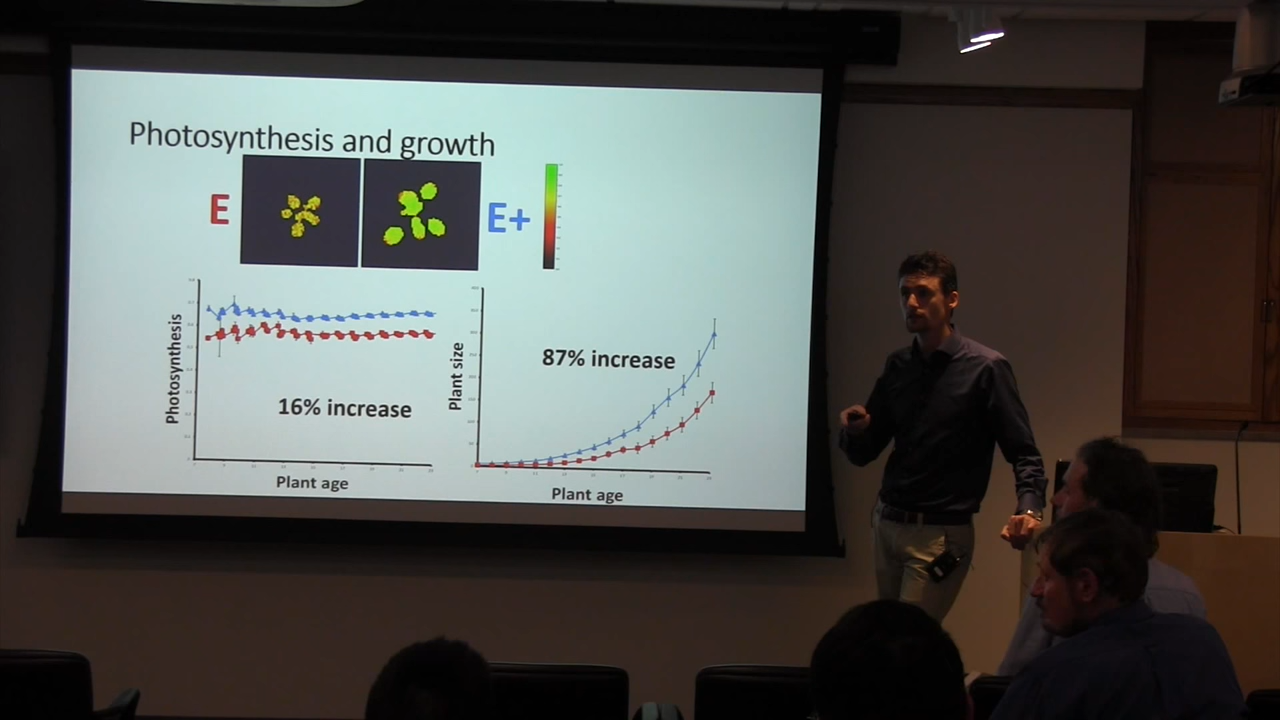 Photosynthesis and growth
E
E+
Photosynthesis
16% increase
Plant age
Plant size
87% increase
Plant age